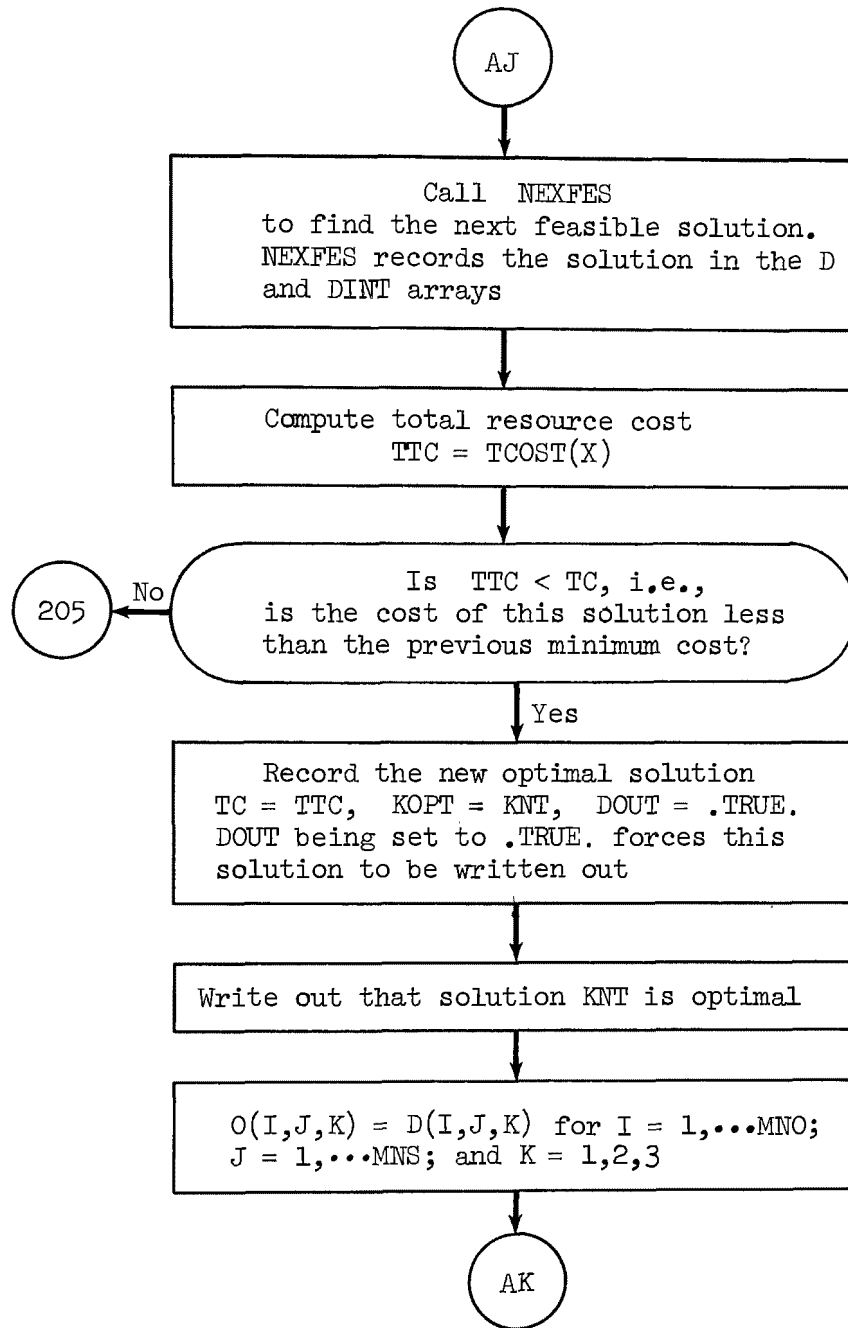 AJ
Call NEXFES
to find the next feasible solution.
NEXFES records the solution in the D
and DINT arrays
Compute total resource cost
TTC = TCOST(X)
Is TTC < TC, i.e.,
is the cost of this solution less
than the previous minimum cost?
No
205
Yes
Record the new optimal solution
TC = TTC, KOPT = KNT, DOUT = .TRUE.
DOUT being set to .TRUE. forces this
solution to be written out
Write out that solution KNT is optimal
O(I,J,K) = D(I,J,K) for I = 1,...MNO;
J = 1,...MNS; and K = 1,2,3
AK